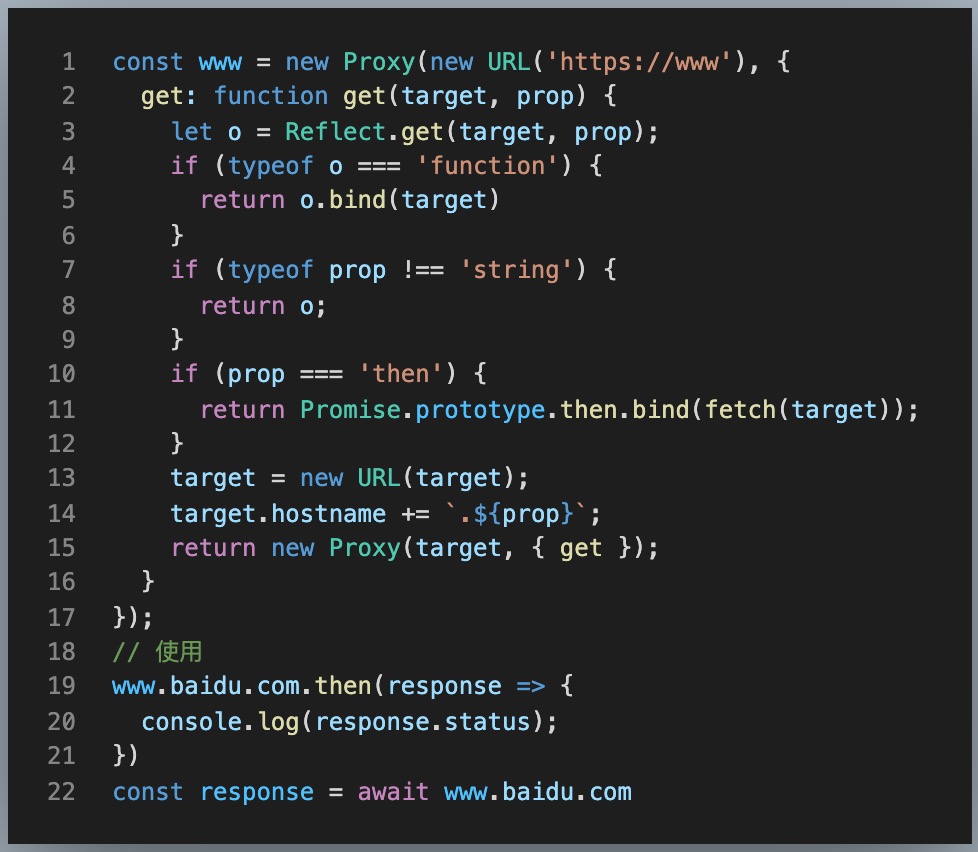 1 const www = new Proxy(new URL('https://www'), {
2   get: function get(target, prop) {
3     let o = Reflect.get(target, prop);
4     if (typeof o === 'function') {
5       return o.bind(target)
6     }
7     if (typeof prop !== 'string') {
8       return o;
9     }
10     if (prop === 'then') {
11       return Promise.prototype.then.bind(fetch(target));
12     }
13     target = new URL(target);
14     target.hostname += `.${prop}`;
15     return new Proxy(target, { get });
16   }
17 });
18 // 使用
19 www.baidu.com.then(response => {
20   console.log(response.status);
21 })
22 const response = await www.baidu.com